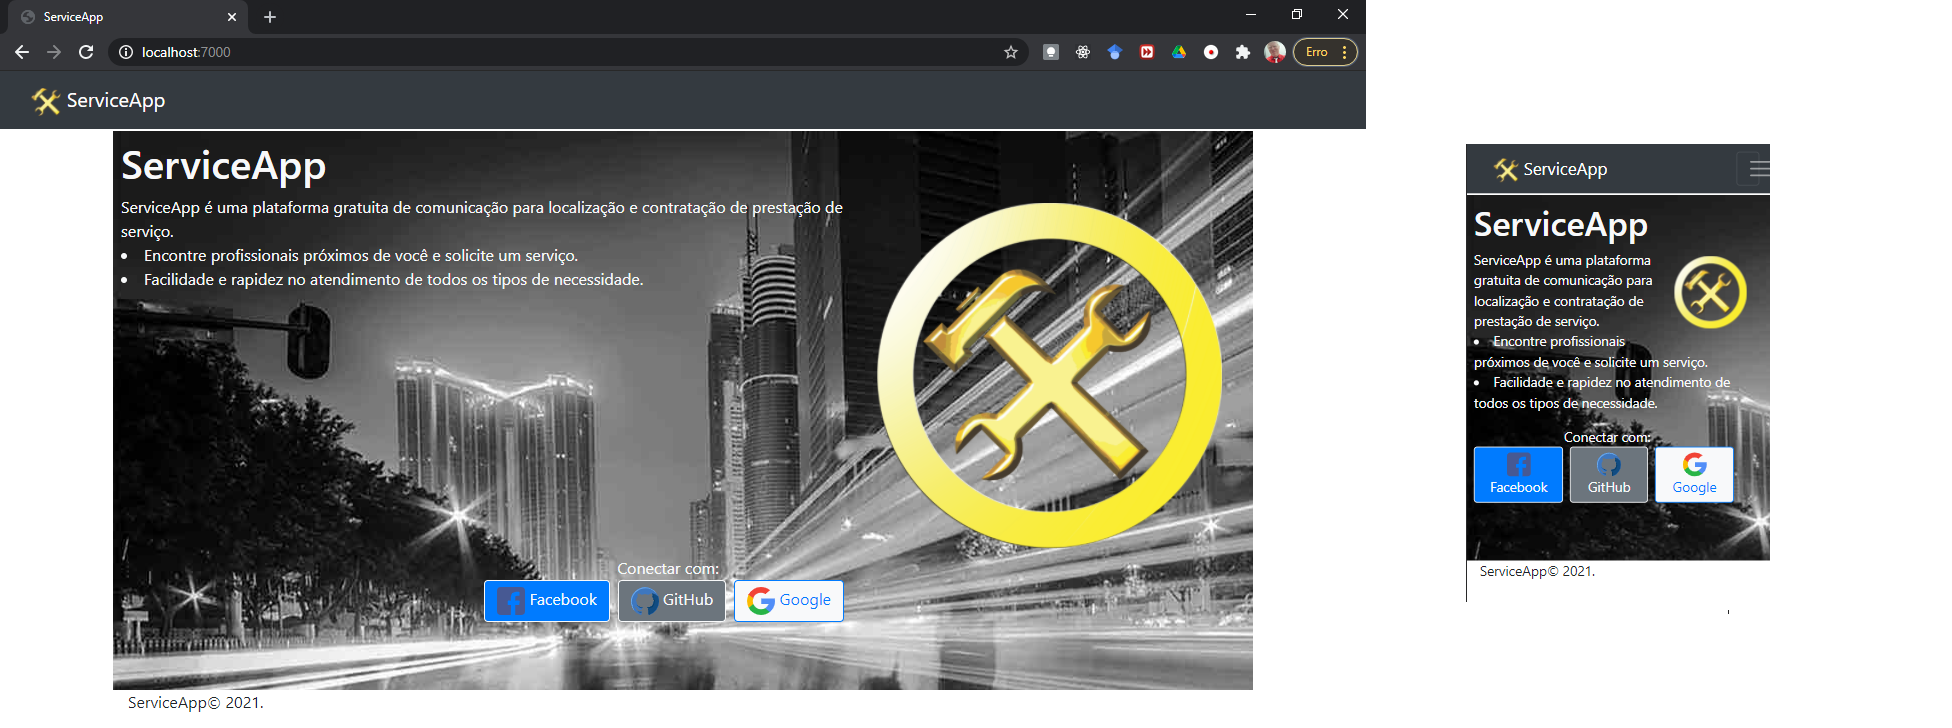 ServiceApp
localhost:7000
Erro
ServiceApp
ServiceApp
ServiceApp é uma plataforma gratuita de comunicação para localização e contratação de prestação de
serviço.
• Encontre profissionais próximos de você e solicite um serviço.
• Facilidade e rapidez no atendimento de todos os tipos de necessidade.
Conectar com:
Facebook
GitHub
Google
ServiceApp© 2021.
ServiceApp
ServiceApp
ServiceApp é uma plataforma
gratuita de comunicação para
localização e contratação de
prestação de serviço.
• Encontre profissionais
próximos de você e solicite um serviço.
• Facilidade e rapidez no atendimento de
todos os tipos de necessidade.
Conectar com:
Facebook
GitHub
Google
ServiceApp© 2021.